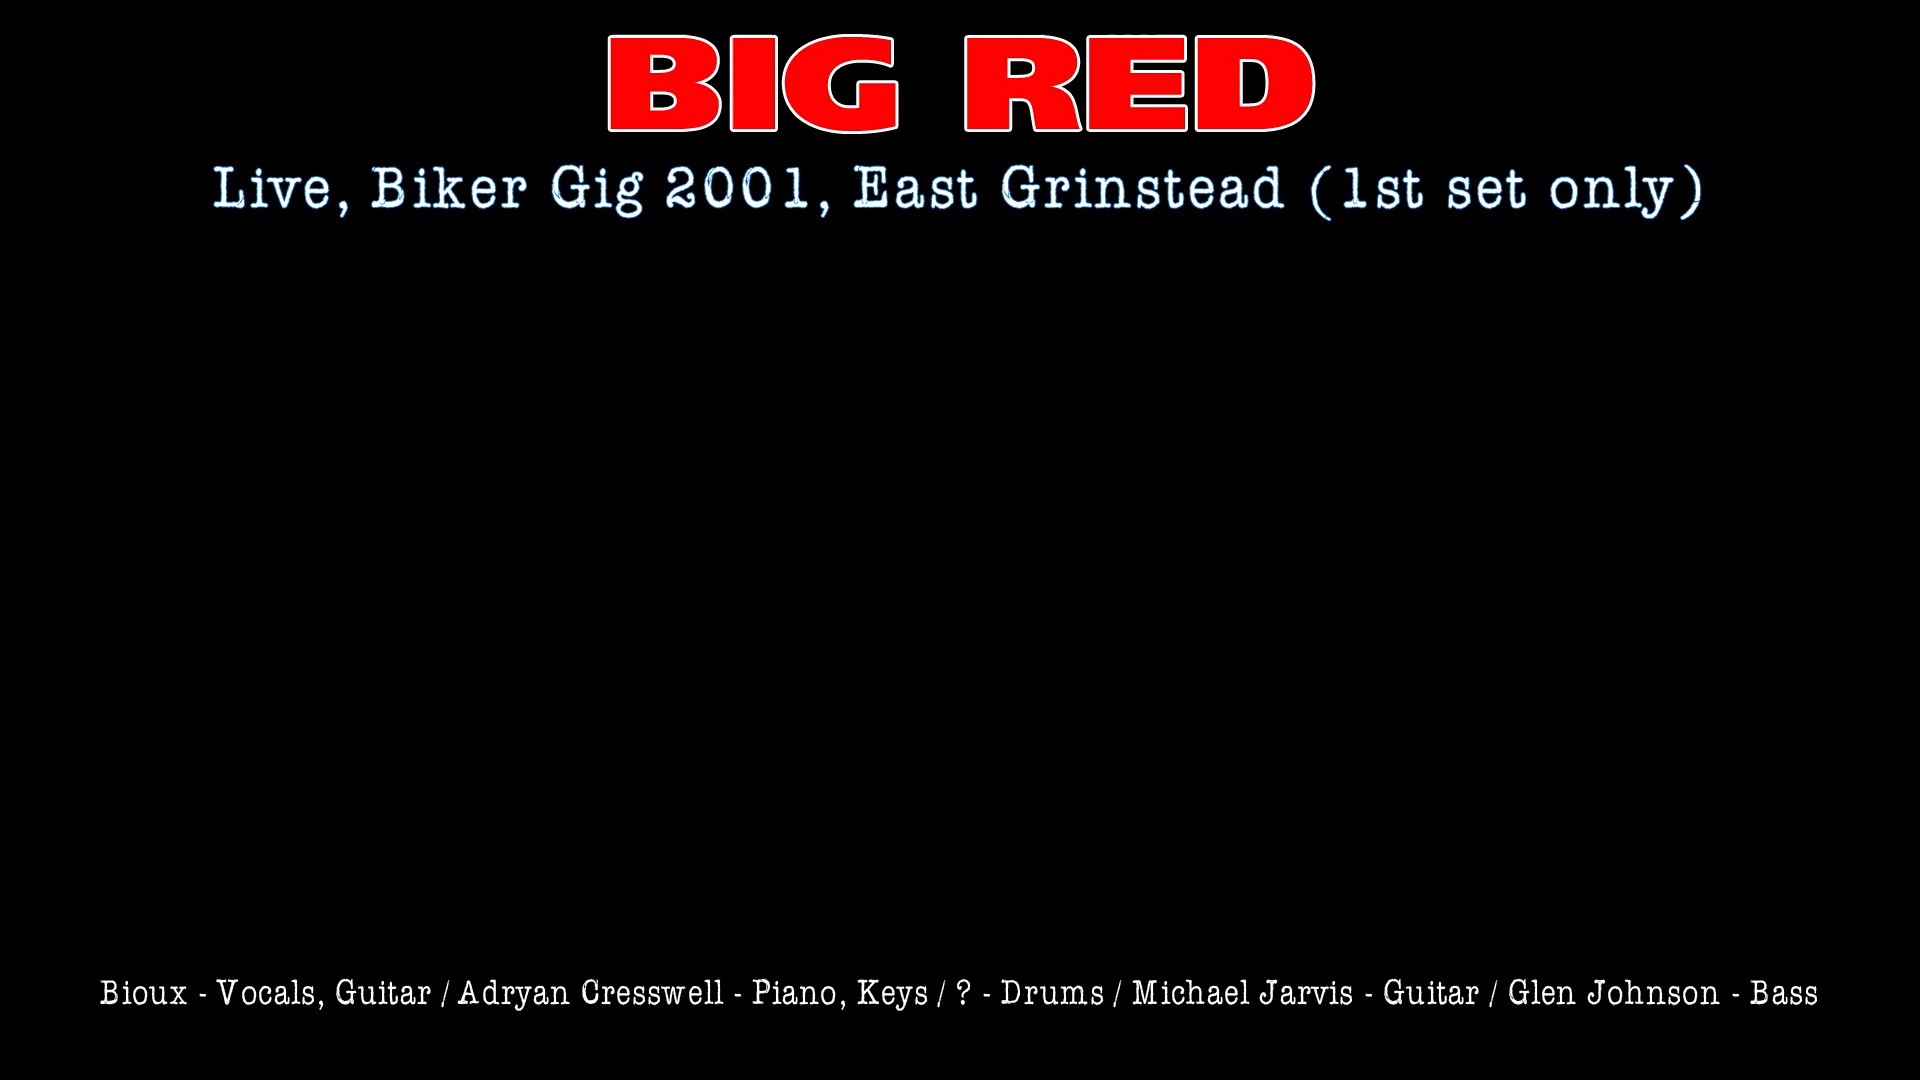 BIG RED
Live, Biker Gig 2001, East Grinstead (1st set only)
Bioux - Vocals, Guitar / Adryan Cresswell - Piano, Keys / ? - Drums / Michael Jarvis - Guitar / Glen Johnson - Bass